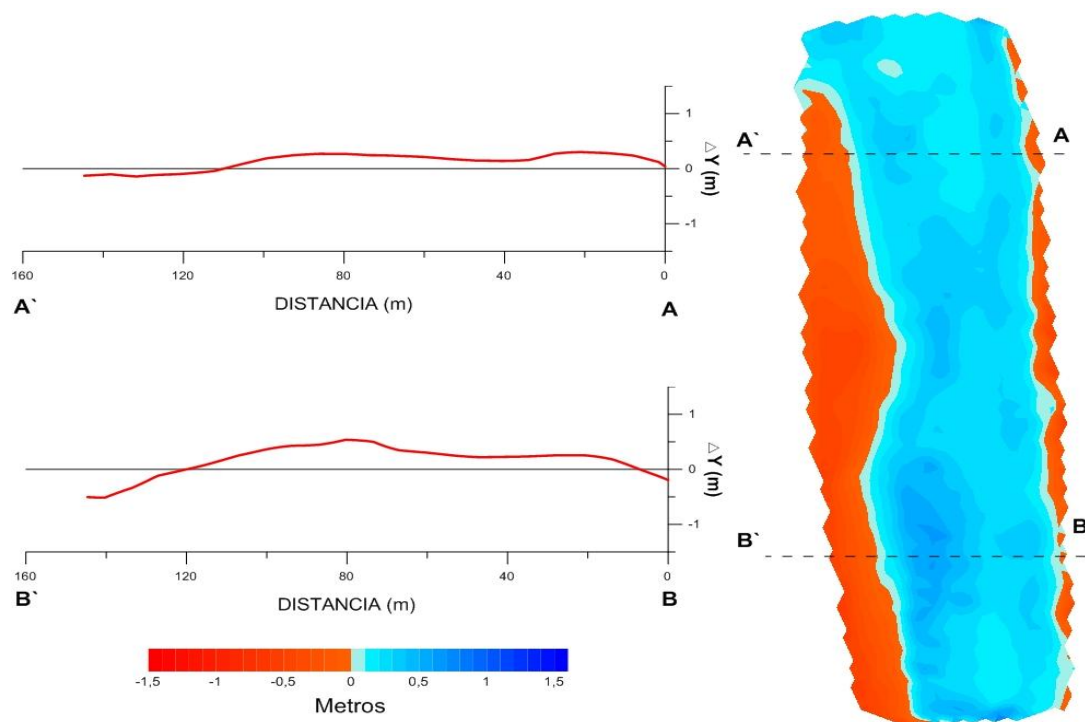 1
0
-1
△Y (m)
160
120
80
40
0
A`
DISTANCIA (m)
A
1
0
-1
△Y (m)
160
120
80
40
0
B`
DISTANCIA (m)
B
-1,5
-1
-0,5
0
0,5
1
1,5
Metros
A`
A
B`
B